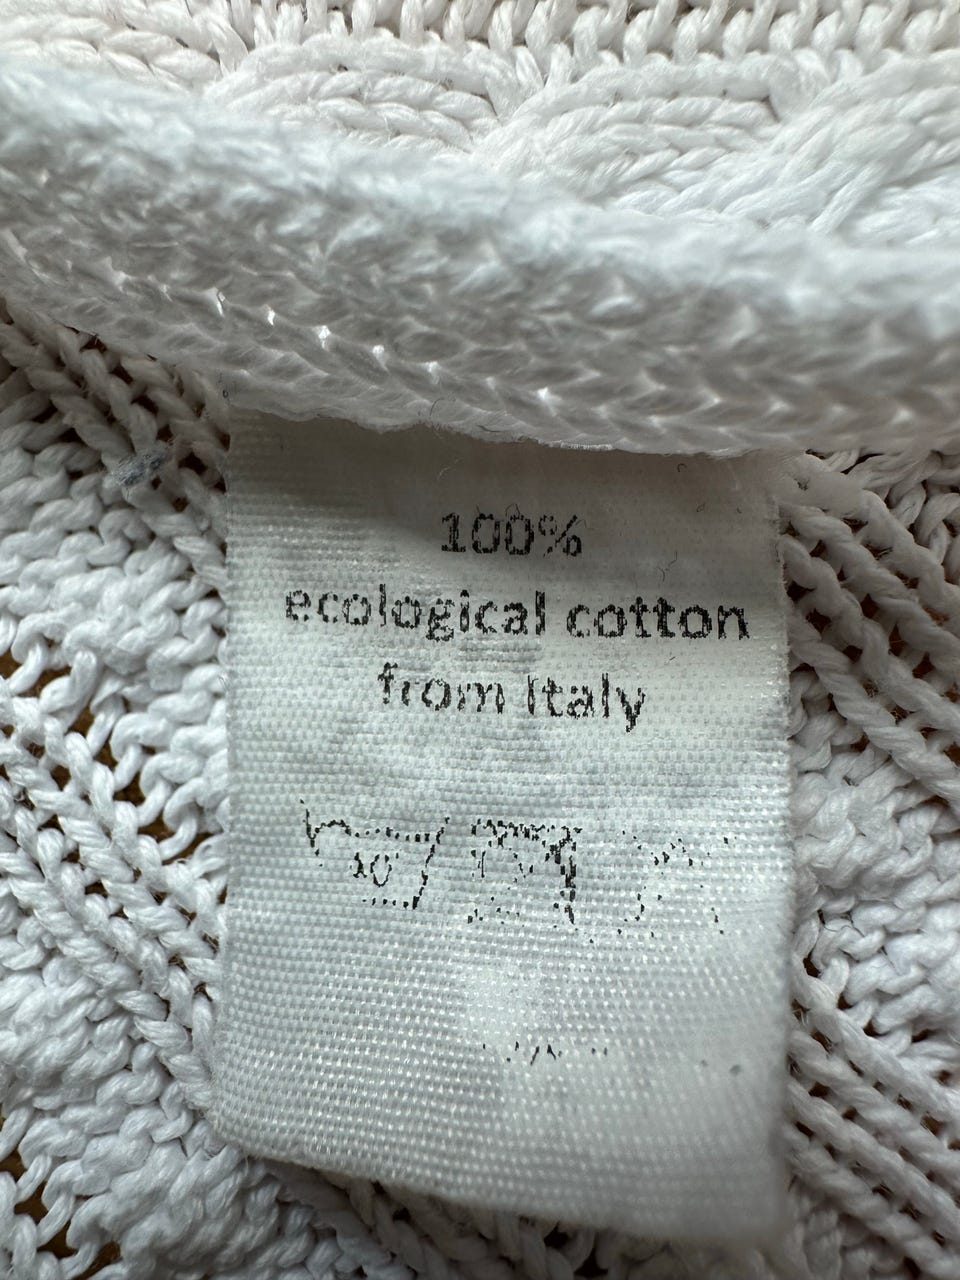 100%
ecological cotton
from Italy